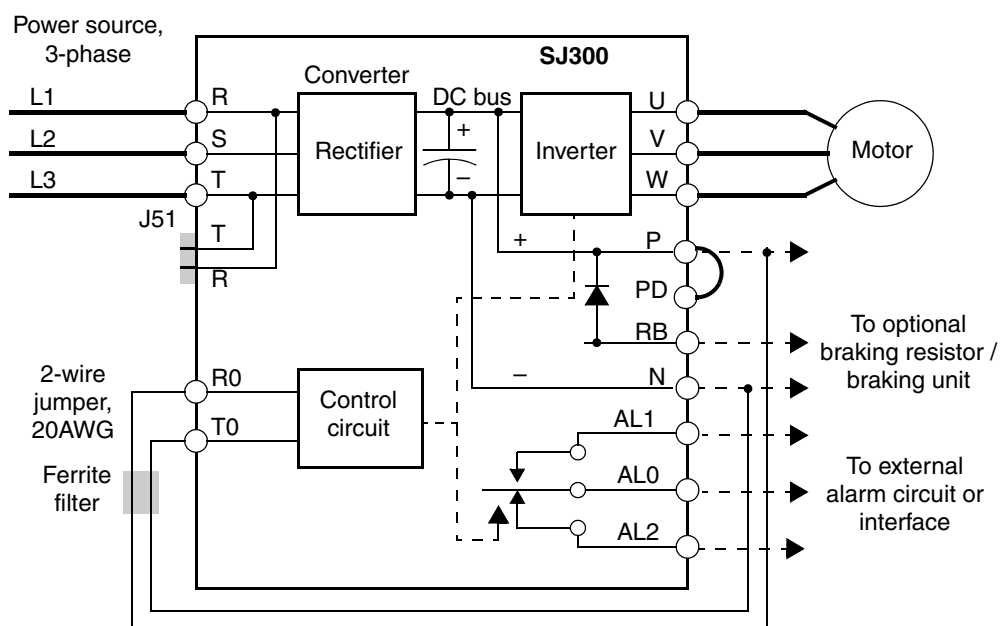 Power source,
3-phase
SJ300
Converter
L1
R
DC bus
U
L2
S
Rectifier
+
Inverter
V
Motor
L3
T
–
W
J51
T
R
+
P
PD
RB
To optional
braking resistor /
braking unit
2-wire
jumper,
20AWG
R0
T0
Control
circuit
–
N
AL1
Ferrite
filter
AL0
AL2
To external
alarm circuit or
interface